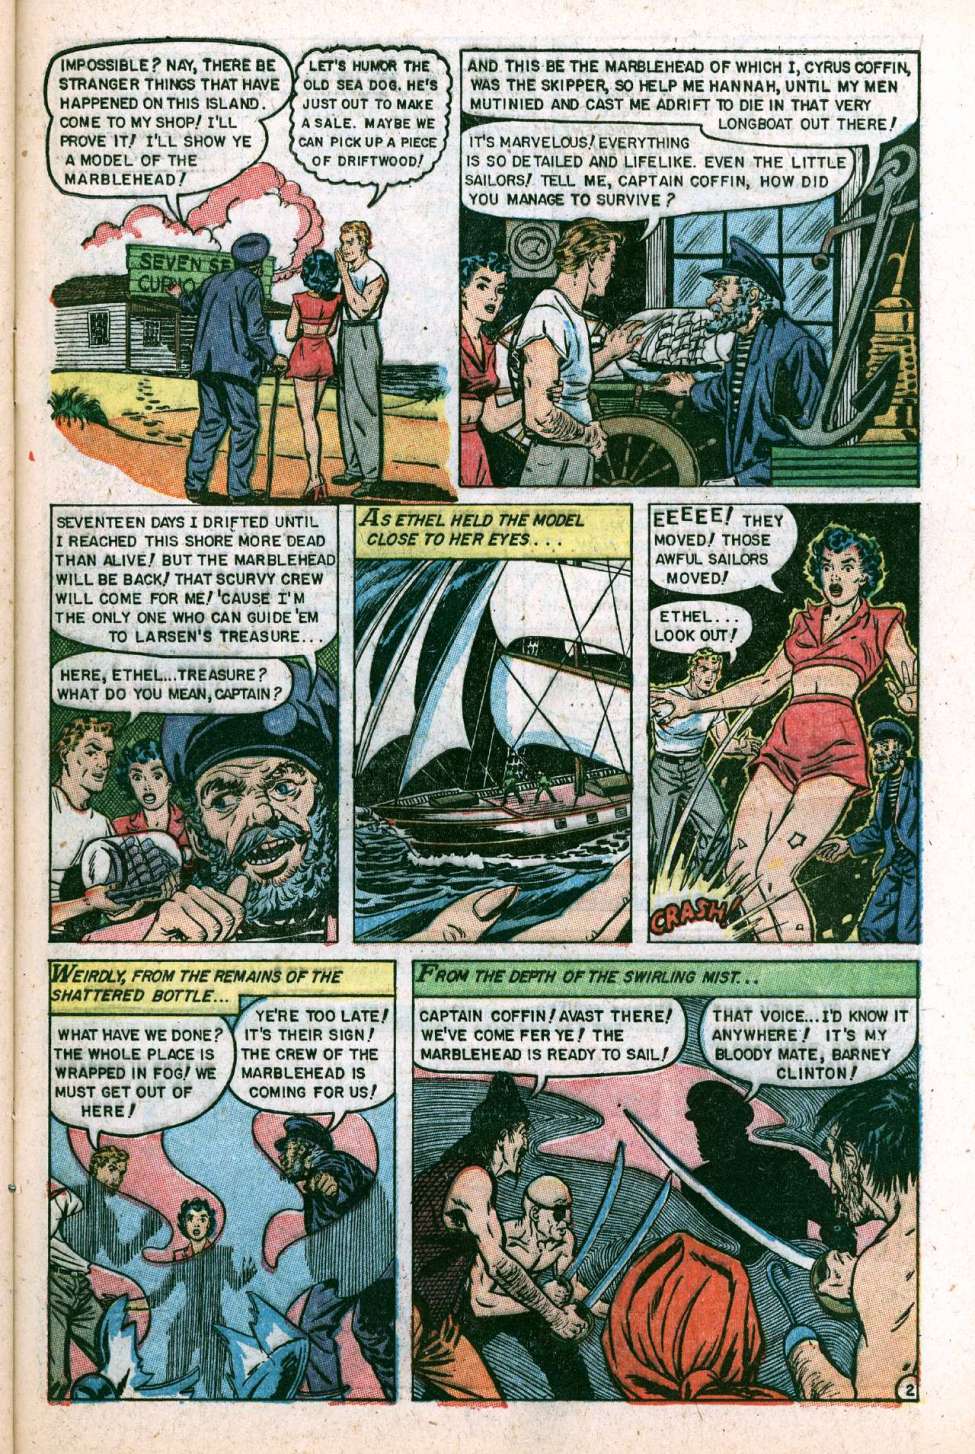 IMPOSSIBLE? NAY, THERE BE
STRANGER THINGS THAT HAVE
HAPPENED ON THIS ISLAND.
COME TO MY SHOP! I'LL
PROVE IT! I'LL SHOW YE
A MODEL OF THE
MARBLEHEAD!
LET'S HUMOR THE
OLD SEA DOG. HE'S
JUST OUT TO MAKE
A SALE. MAYBE WE
CAN PICK UP A PIECE
OF DRIFTWOOD!
SEVEN SE
CURIO
AND THIS BE THE MARBLEHEAD OF WHICH I, CYRUS COFFIN,
WAS THE SKIPPER, SO HELP ME HANNAH, UNTIL MY MEN
MUTINIED AND CAST ME ADRIFT TO DIE IN THAT VERY
LONGBOAT OUT THERE!
IT'S MARVELOUS! EVERYTHING
IS SO DETAILED AND LIFELIKE. EVEN THE LITTLE
SAILORS! TELL ME, CAPTAIN COFFIN, HOW DID
YOU MANAGE TO SURVIVE?
SEVENTEEN DAYS I DRIFTED UNTIL
I REACHED THIS SHORE MORE DEAD
THAN ALIVE! BUT THE MARBLEHEAD
WILL BE BACK! THAT SCURVY CREW
WILL COME FOR ME! 'CAUSE I'M
THE ONLY ONE WHO CAN GUIDE 'EM
TO LARSEN'S TREASURE...
HERE, ETHEL...TREASURE?
WHAT DO YOU MEAN, CAPTAIN?
AS ETHEL HELD THE MODEL
CLOSE TO HER EYES...
EEEEE! THEY
MOVED! THOSE
AWFUL SAILORS
MOVED!
ETHEL...
LOOK OUT!
CRASH!
WEIRDLY, FROM THE REMAINS OF THE
SHATTERED BOTTLE...
WHAT HAVE WE DONE?
THE WHOLE PLACE IS
WRAPPED IN FOG! WE
MUST GET OUT OF
HERE!
YE'RE TOO LATE!
IT'S THEIR SIGN!
THE CREW OF THE
MARBLEHEAD IS
COMING FOR US!
FROM THE DEPTH OF THE SWIRLING MIST...
CAPTAIN COFFIN! AVAST THERE!
WE'VE COME FER YE! THE
MARBLEHEAD IS READY TO SAIL!
THAT VOICE...I'D KNOW IT
ANYWHERE! IT'S MY
BLOODY MATE, BARNEY
CLINTON!
2